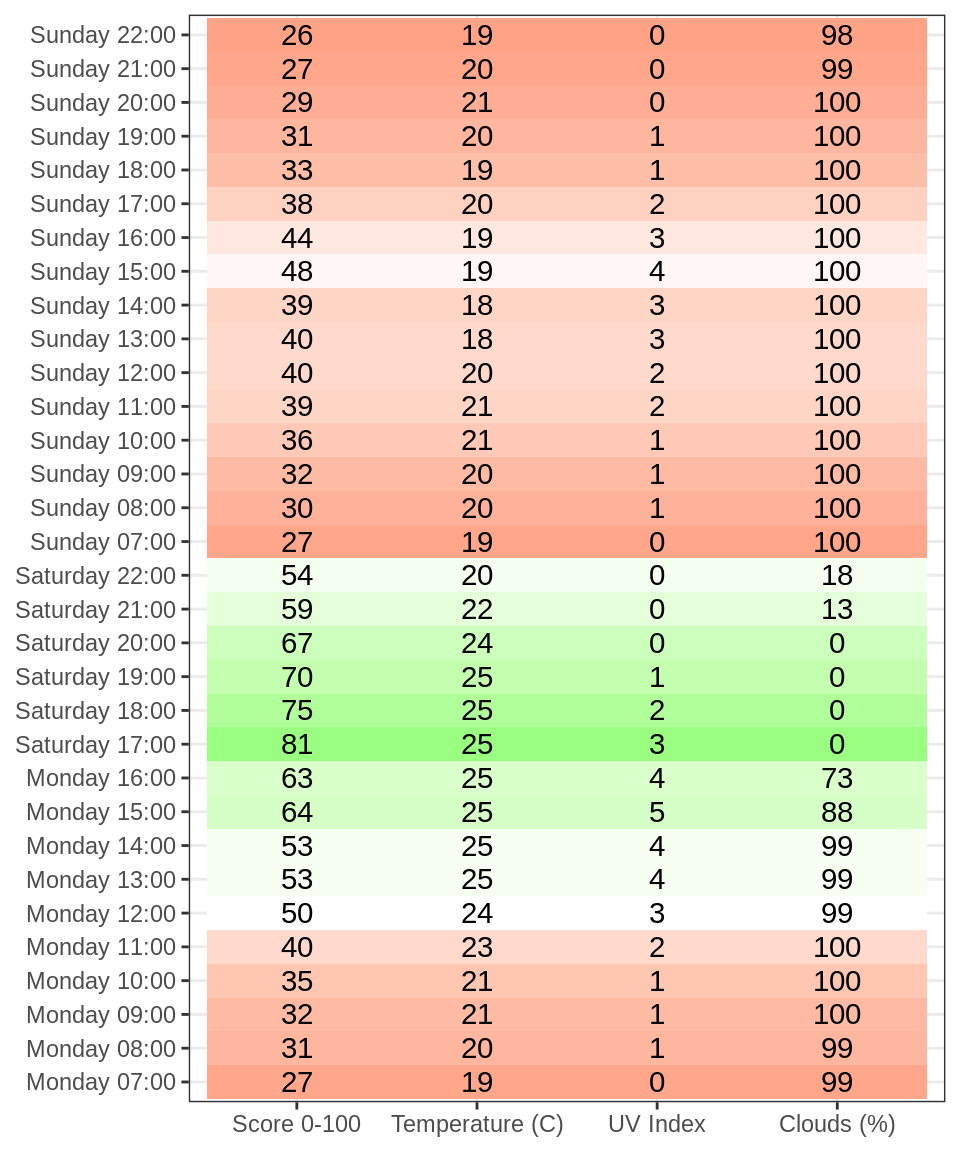 Sunday 22:00 26 19 0 98
Sunday 21:00 27 20 0 99
Sunday 20:00 29 21 0 100
Sunday 19:00 31 20 1 100
Sunday 18:00 33 19 1 100
Sunday 17:00 38 20 2 100
Sunday 16:00 44 19 3 100
Sunday 15:00 48 19 4 100
Sunday 14:00 39 18 3 100
Sunday 13:00 40 18 3 100
Sunday 12:00 40 20 2 100
Sunday 11:00 39 21 2 100
Sunday 10:00 36 21 1 100
Sunday 09:00 32 20 1 100
Sunday 08:00 30 20 1 100
Sunday 07:00 27 19 0 100
Saturday 22:00 54 20 0 18
Saturday 21:00 59 22 0 13
Saturday 20:00 67 24 0 0
Saturday 19:00 70 25 1 0
Saturday 18:00 75 25 2 0
Saturday 17:00 81 25 3 0
Monday 16:00 63 25 4 73
Monday 15:00 64 25 5 88
Monday 14:00 53 25 4 99
Monday 13:00 53 25 4 99
Monday 12:00 50 24 3 99
Monday 11:00 40 23 2 100
Monday 10:00 35 21 1 100
Monday 09:00 32 21 1 100
Monday 08:00 31 20 1 99
Monday 07:00 27 19 0 99
Score 0-100 Temperature (C) UV Index Clouds (%)